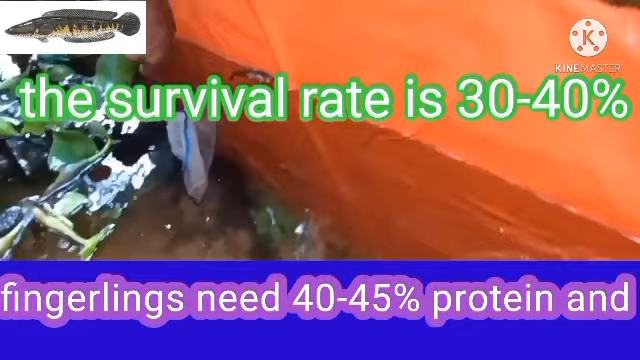 KINEMASTER
the survival rate is 30-40%
fingerlings need 40-45% protein and